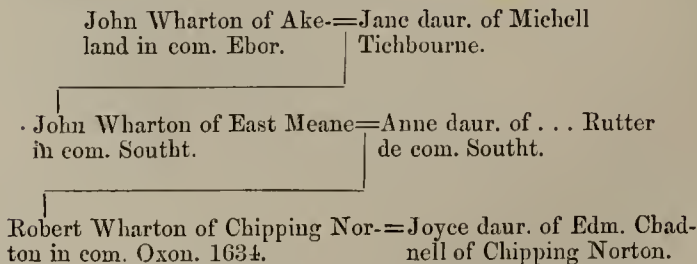 John Wharton of Ake-=Jane daur. of Michell
land in com. Ebor. Tichbourne.
John Wharton of East Meane=Anne daur. of . . . Rutter
in com. Southt. de com. Southt.
Robert Wharton of Chipping Nor-=Joyce daur. of Edm. Chad-
ton in com. Oxon. 1634. nell of Chipping Norton.